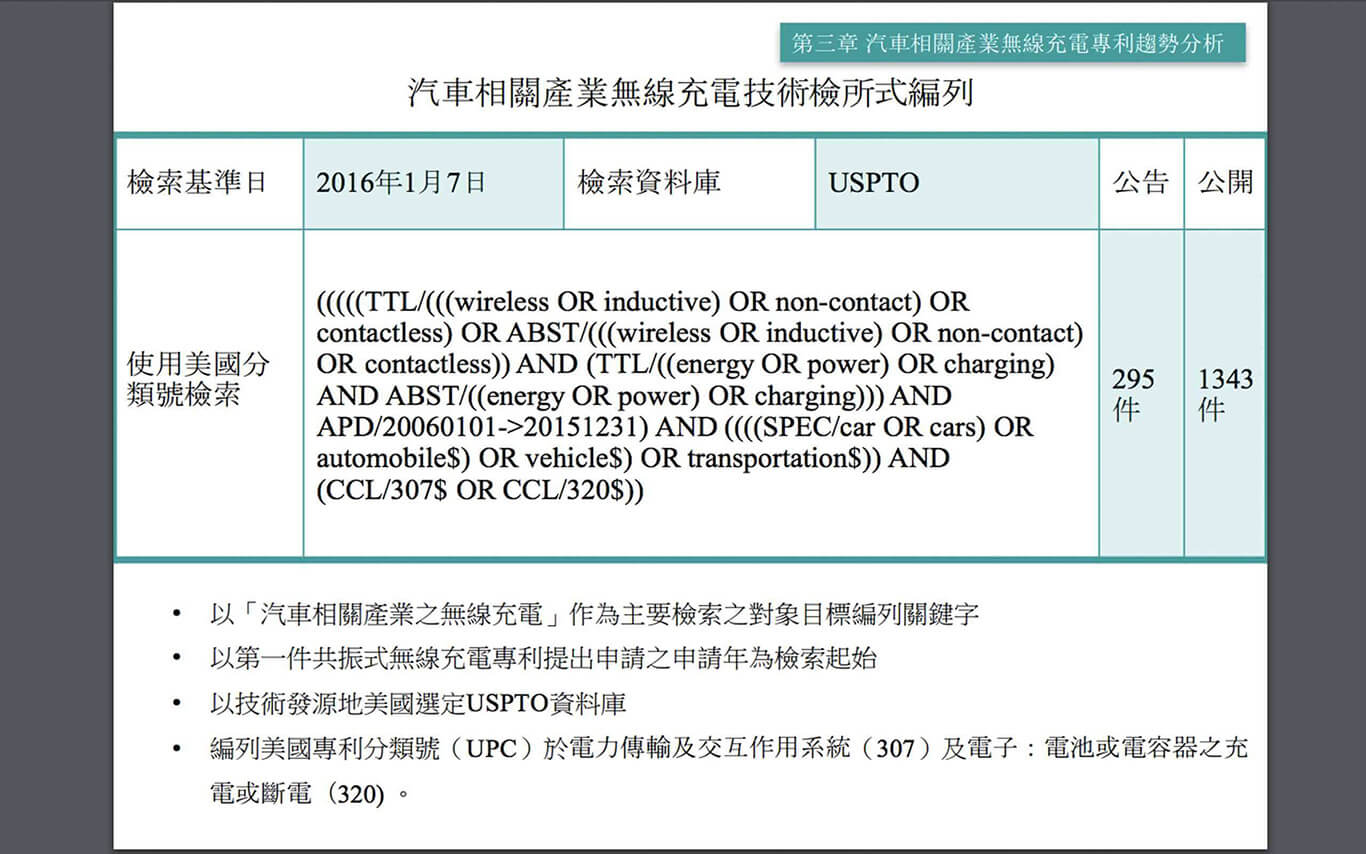 第三章 汽車相關產業無線充電專利趨勢分析
汽車相關產業無線充電技術檢所式編列
檢索基準日 2016年1月7日 檢索資料庫 USPTO 公告 公開
使用美國分
類號檢索
(((((TTL/(((wireless OR inductive) OR non-contact) OR
contactless) OR ABST/(((wireless OR inductive) OR non-contact)
OR contactless)) AND (TTL/((energy OR power) OR charging)
AND ABST/((energy OR power) OR charging))) AND
APD/20060101->20151231) AND ((((SPEC/car OR cars) OR
automobile$) OR vehicle$) OR transportation$)) AND
(CCL/307$ OR CCL/320$))
295
件
1343
件
• 以「汽車相關產業之無線充電」作為主要檢索之對象目標編列關鍵字
• 以第一件共振式無線充電專利提出申請之申請年為檢索起始
• 以技術發源地美國選定USPTO資料庫
• 編列美國專利分類號（UPC）於電力傳輸及交互作用系統（307）及電子：電池或電容器之充
電或斷電（320）。